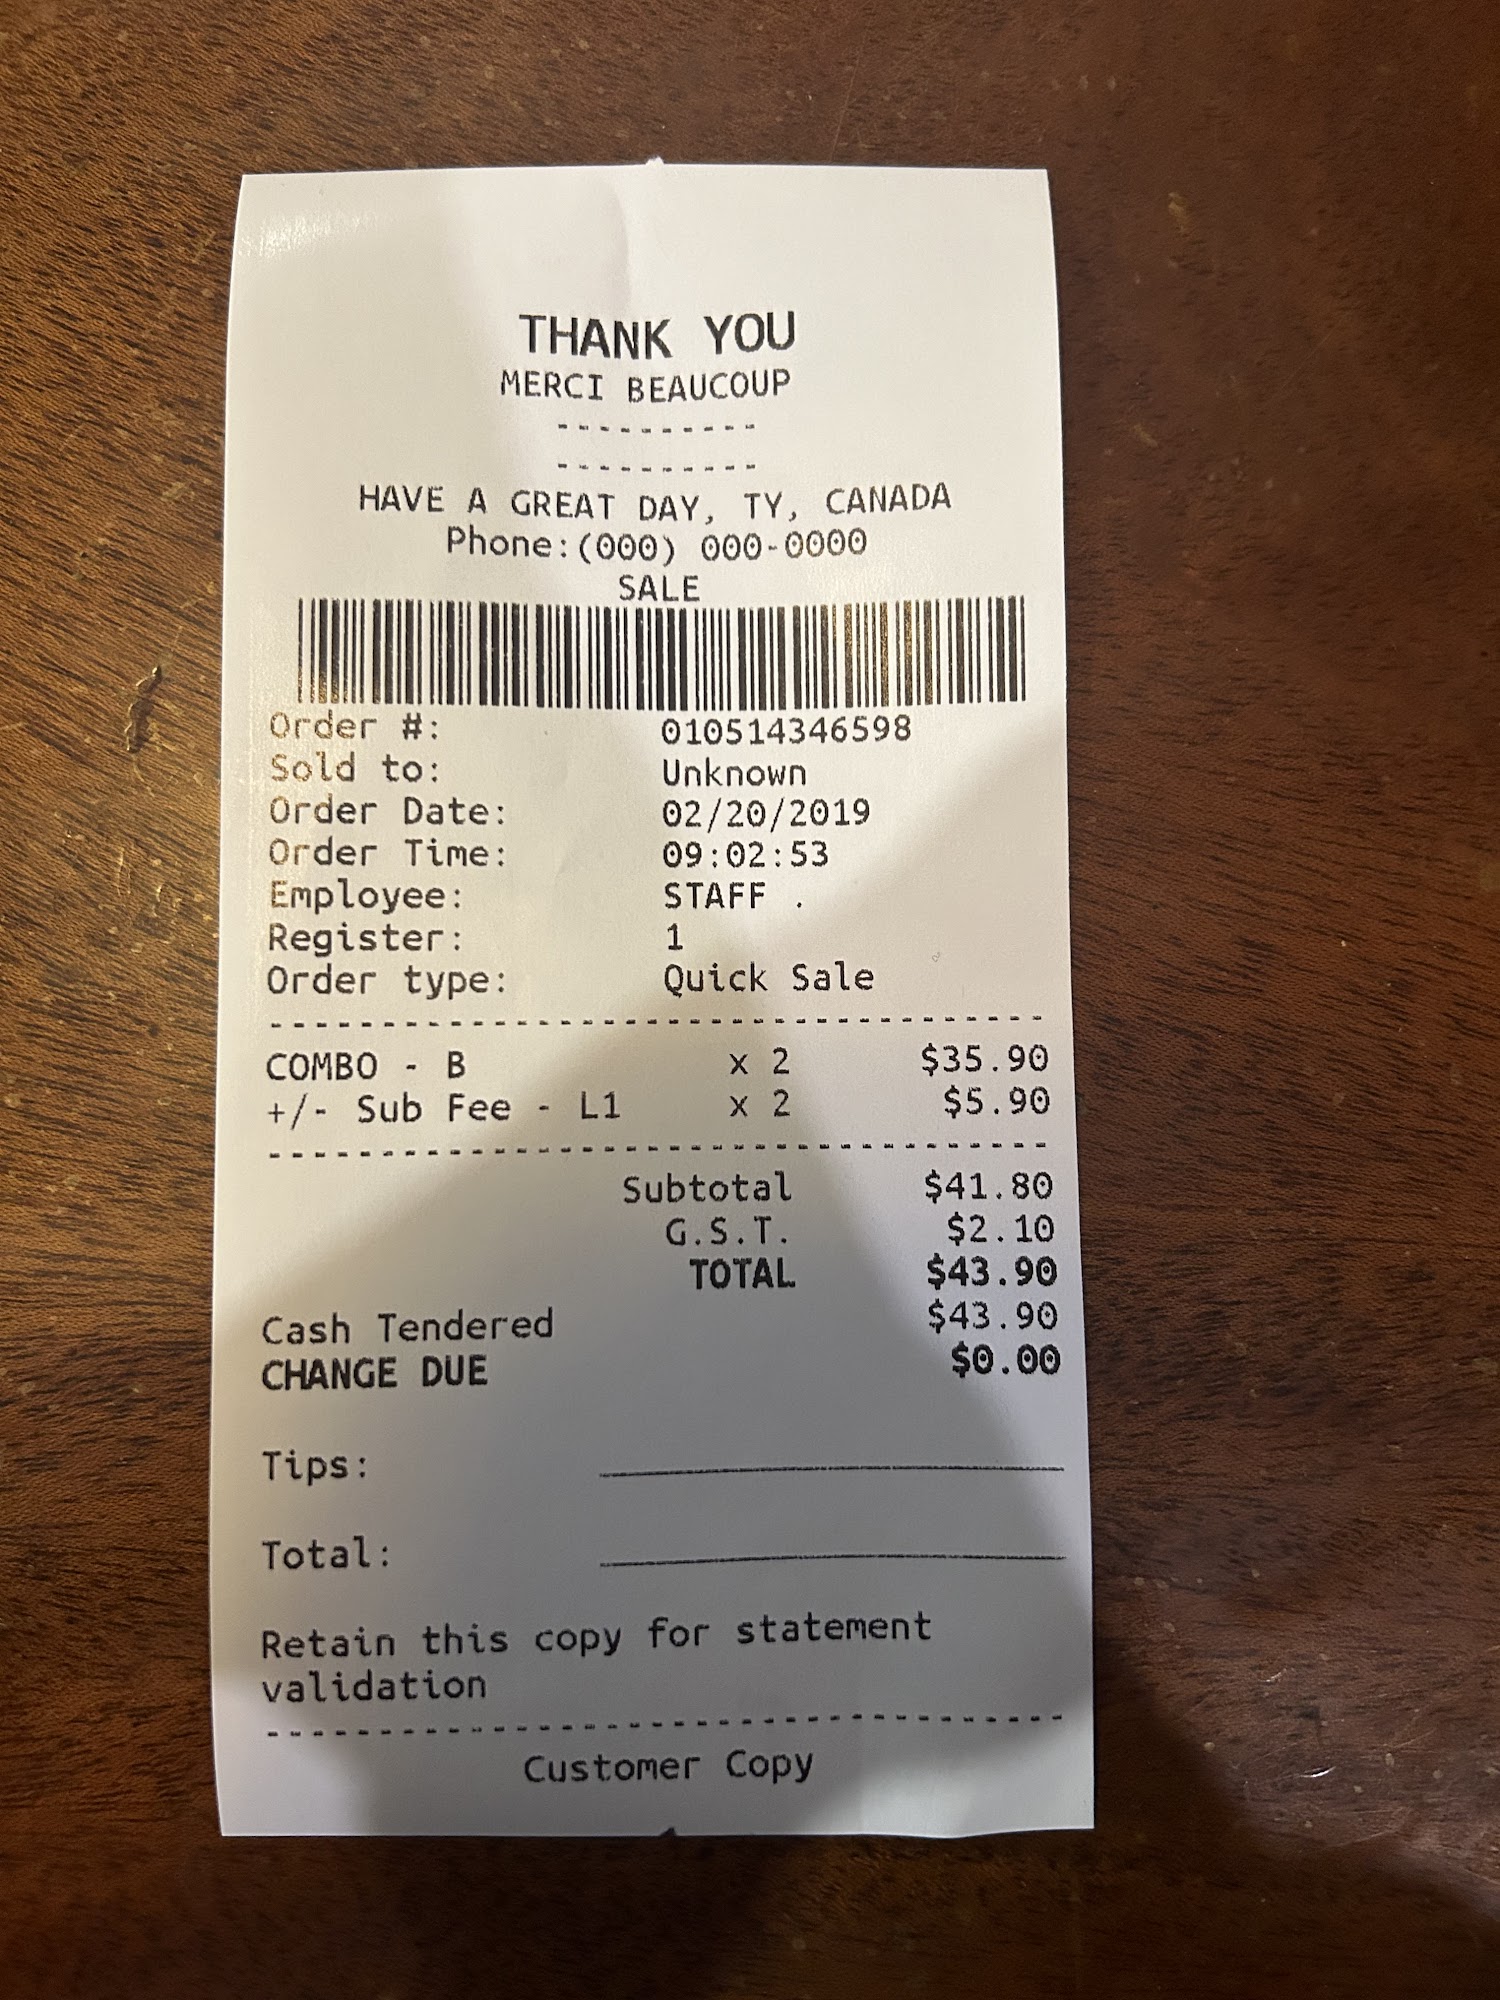 THANK YOU
MERCI BEAUCOUP
----------
----------
HAVE A GREAT DAY, TY, CANADA
Phone:(000) 000-0000
SALE
Order #: 010514346598
Sold to: Unknown
Order Date: 02/20/2019
Order Time: 09:02:53
Employee: STAFF .
Register: 1
Order type: Quick Sale
COMBO - B x 2 $35.90
+/- Sub Fee - L1 x 2 $5.90
Subtotal $41.80
G.S.T. $2.10
TOTAL $43.90
Cash Tendered $43.90
CHANGE DUE $0.00
Tips:
Total:
Retain this copy for statement
validation
Customer Copy